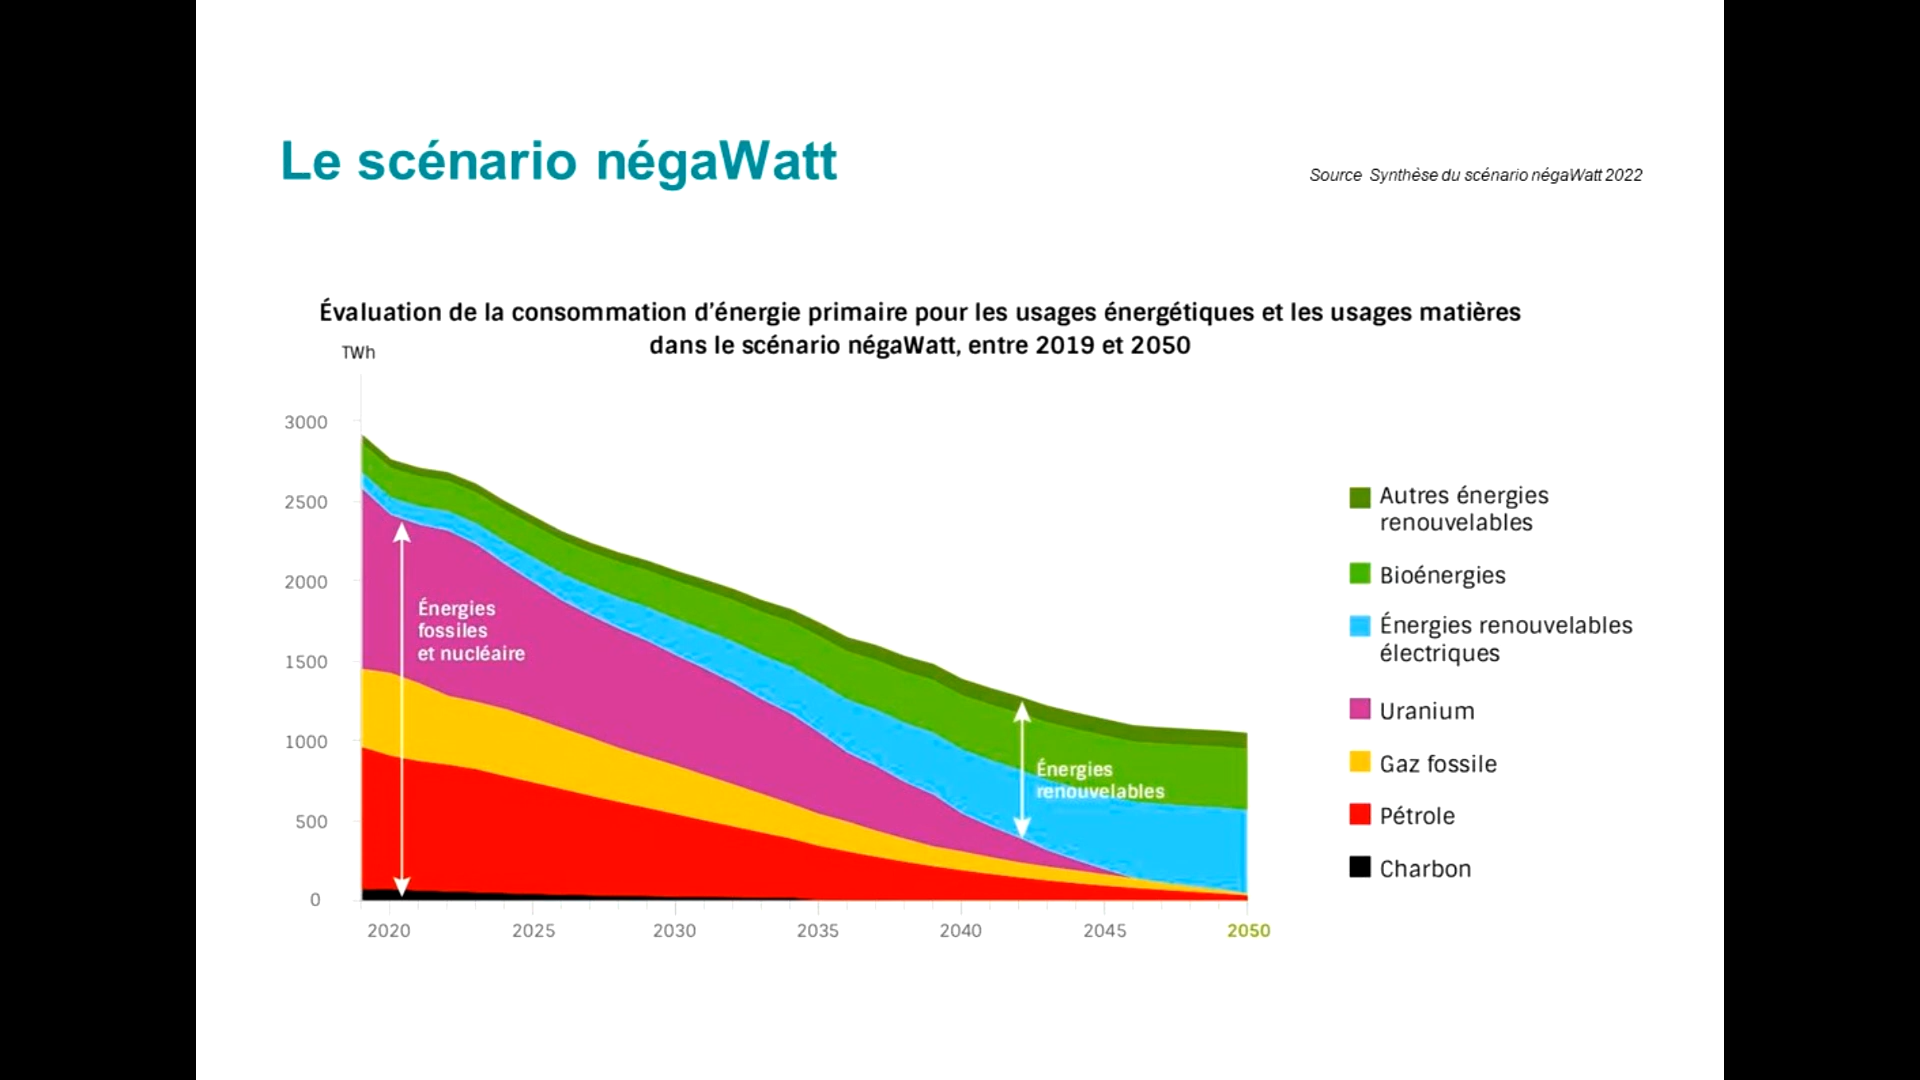 Le scénario négaWatt
Source Synthèse du scénario négaWatt 2022
Évaluation de la consommation d'énergie primaire pour les usages énergétiques et les usages matières
dans le scénario négaWatt, entre 2019 et 2050
TWh
3000
2500
2000
1500
1000
500
0
Énergies
fossiles
et nucléaire
Énergies
renouvelables
2020
2025
2030
2035
2040
2045
2050
Autres énergies
renouvelables
Bioénergies
Énergies renouvelables
électriques
Uranium
Gaz fossile
Pétrole
Charbon